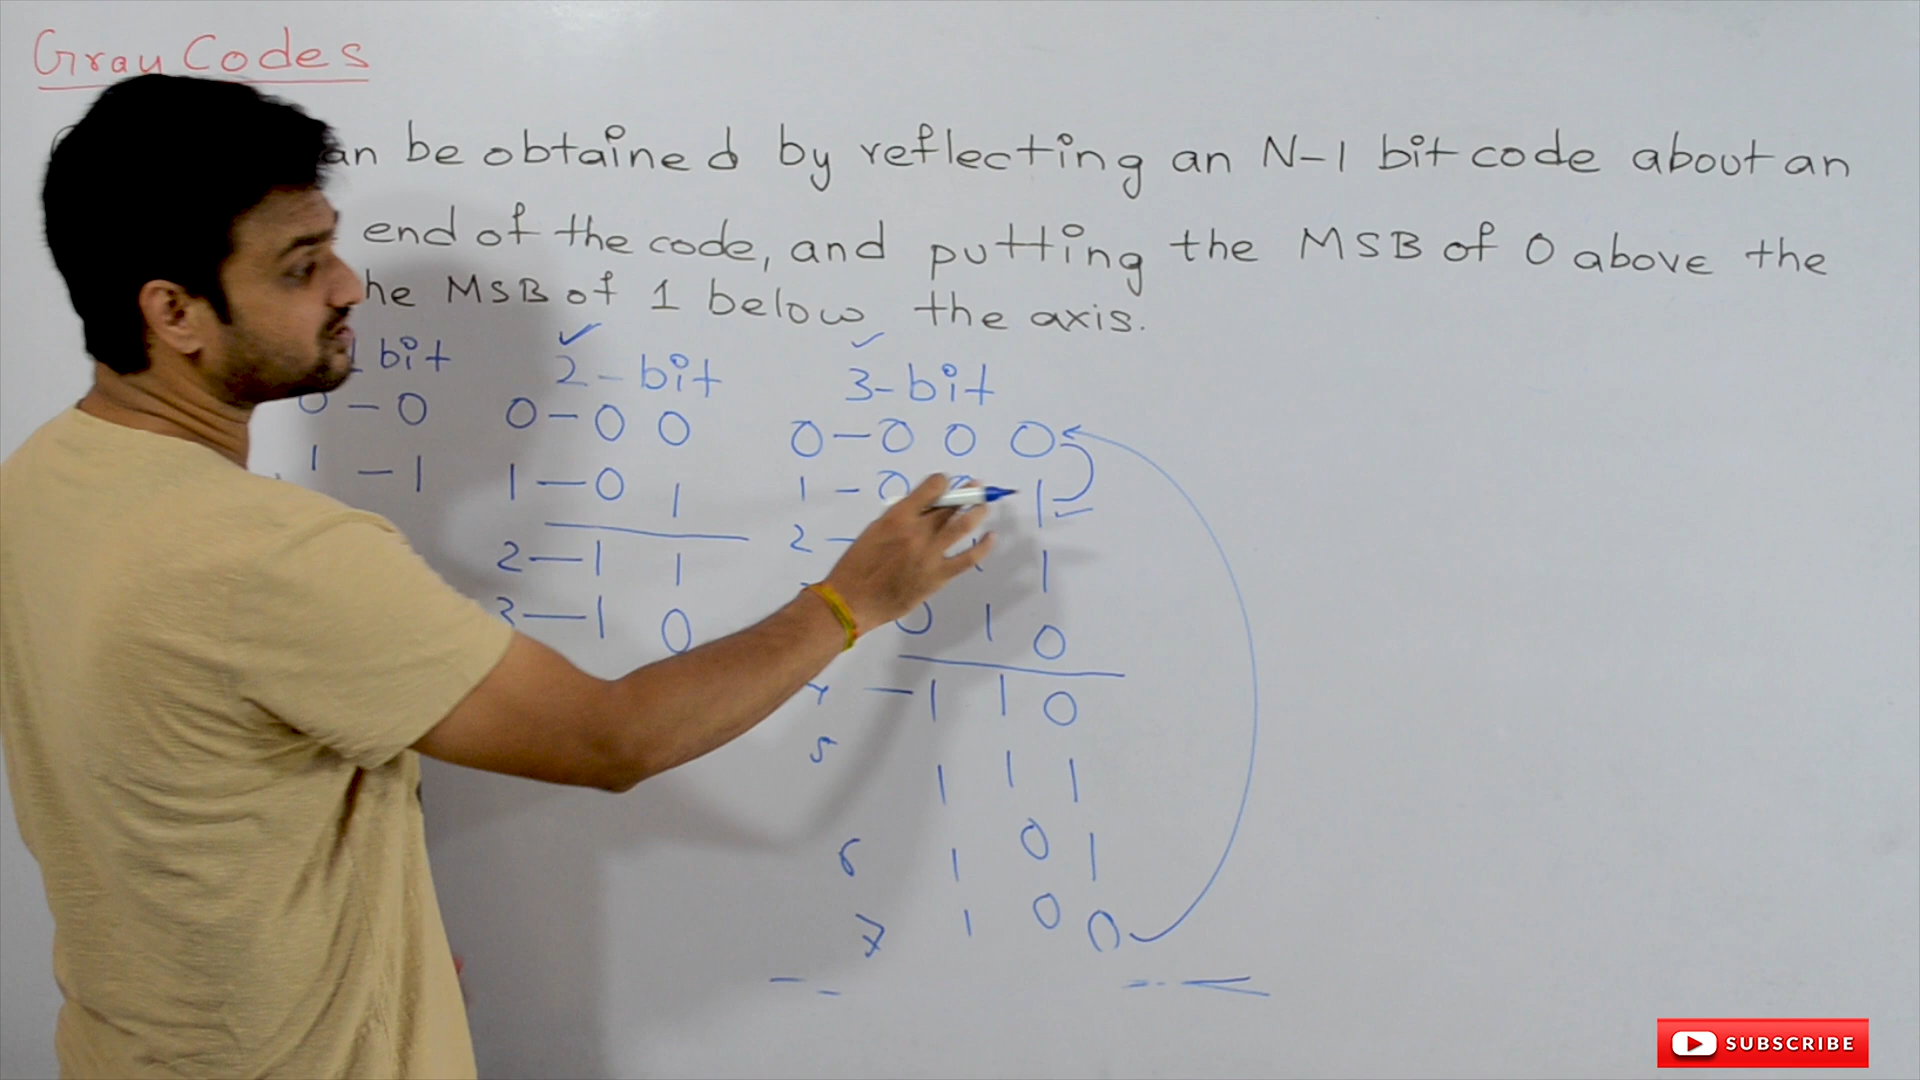 Gray Codes
an be obtained by reflecting an N-1 bit code about an
end of the code, and putting the MSB of 0 above the
he MSB of 1 below the axis.
1 bit 2-bit 3-bit
0-0 0-0 0 0-0 0 0
1-1 1-0 1 1-0 0 1
2-1 1 2- 1 1
3-1 0 0 1 0
4 -1 1 0
5 1 1 1
6 1 0 1
7 1 0 0
SUBSCRIBE